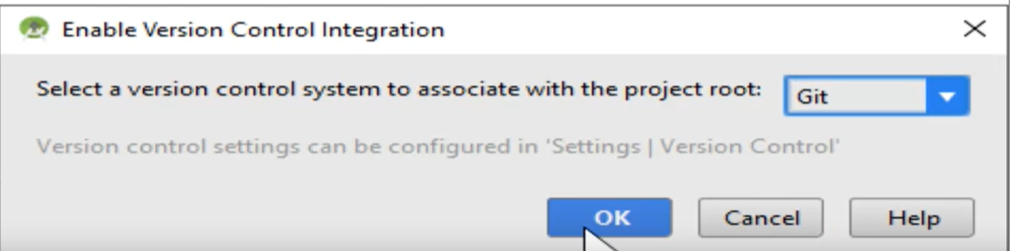 Enable Version Control Integration
Select a version control system to associate with the project root: Git
Version control settings can be configured in 'Settings | Version Control'
OK Cancel Help